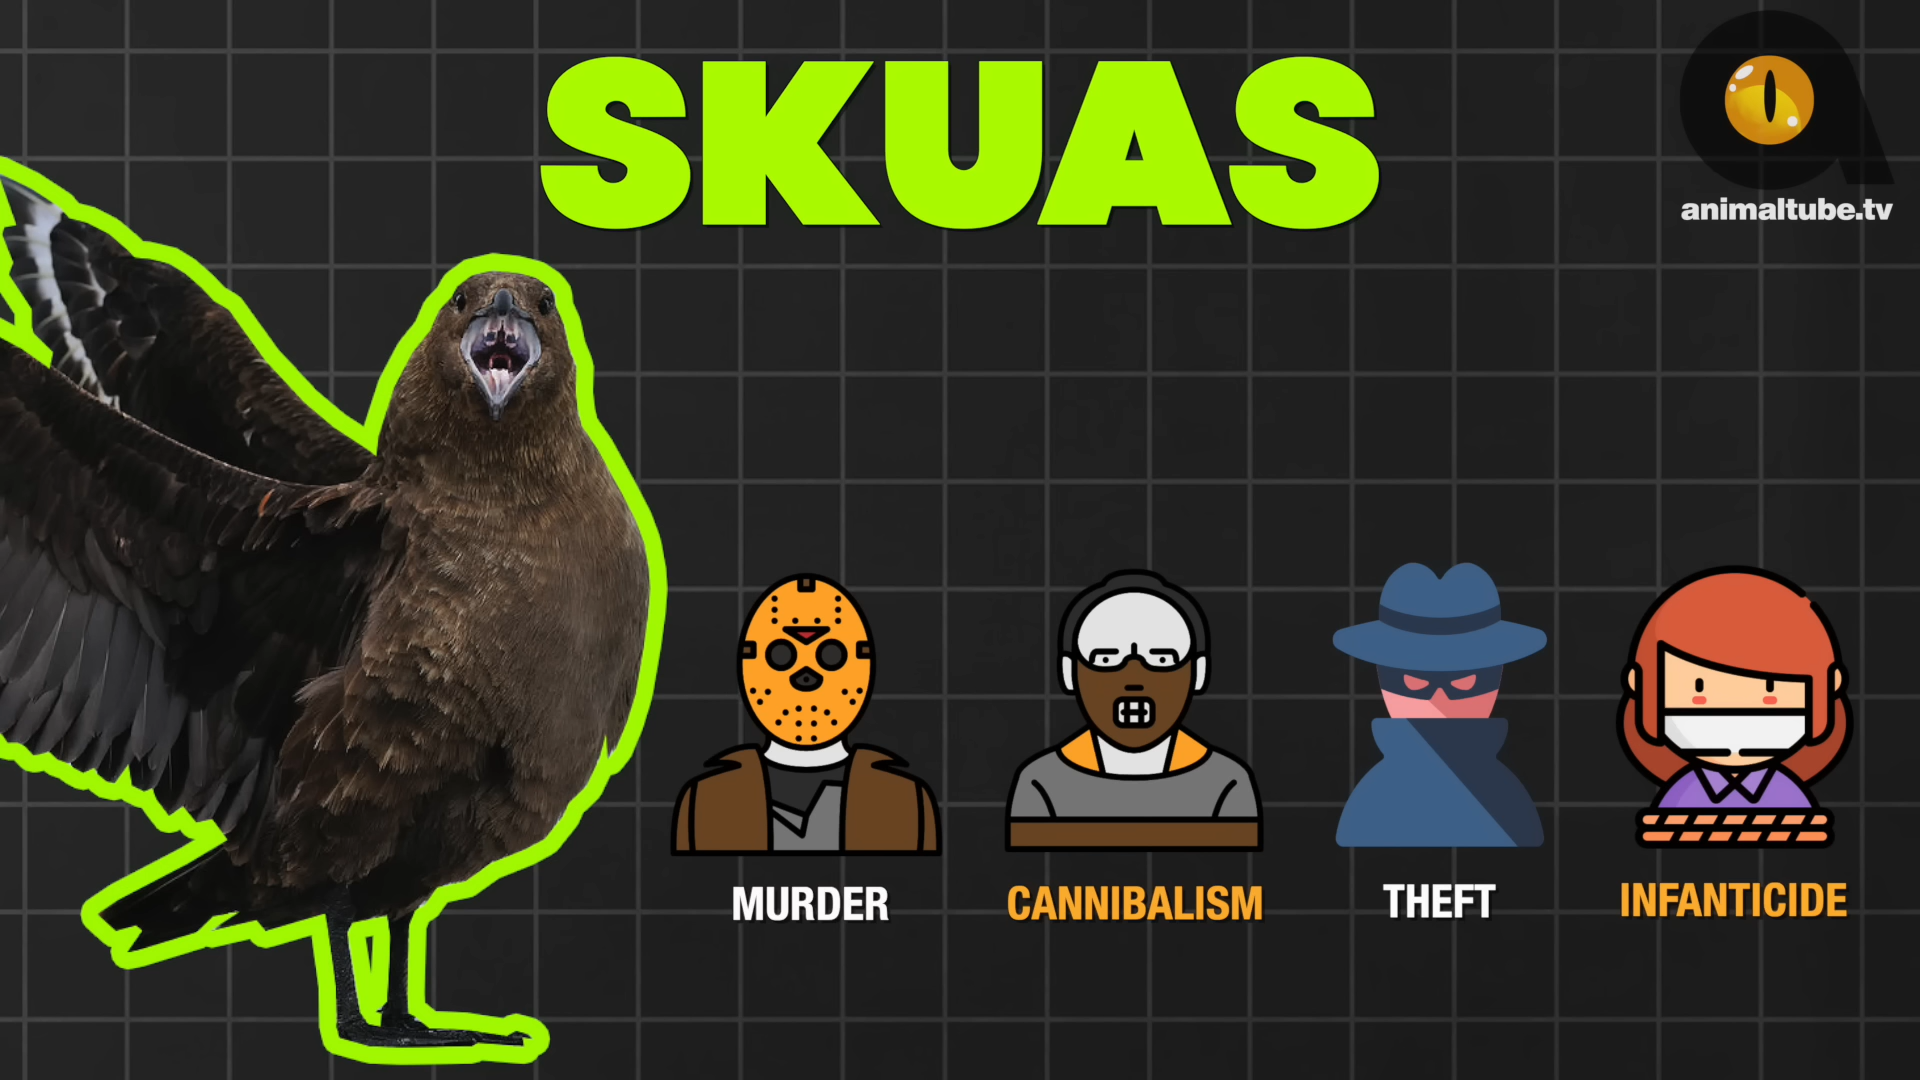 SKUAS
animaltube.tv
MURDER
CANNIBALISM
THEFT
INFANTICIDE